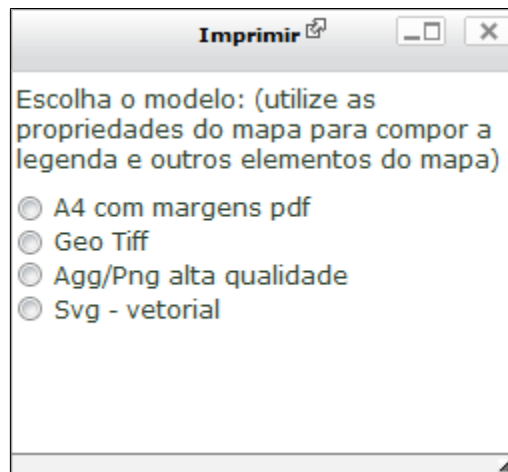 Imprimir
Escolha o modelo: (utilize as
propriedades do mapa para compor a
legenda e outros elementos do mapa)
A4 com margens pdf
Geo Tiff
Agg/Png alta qualidade
Svg - vetorial